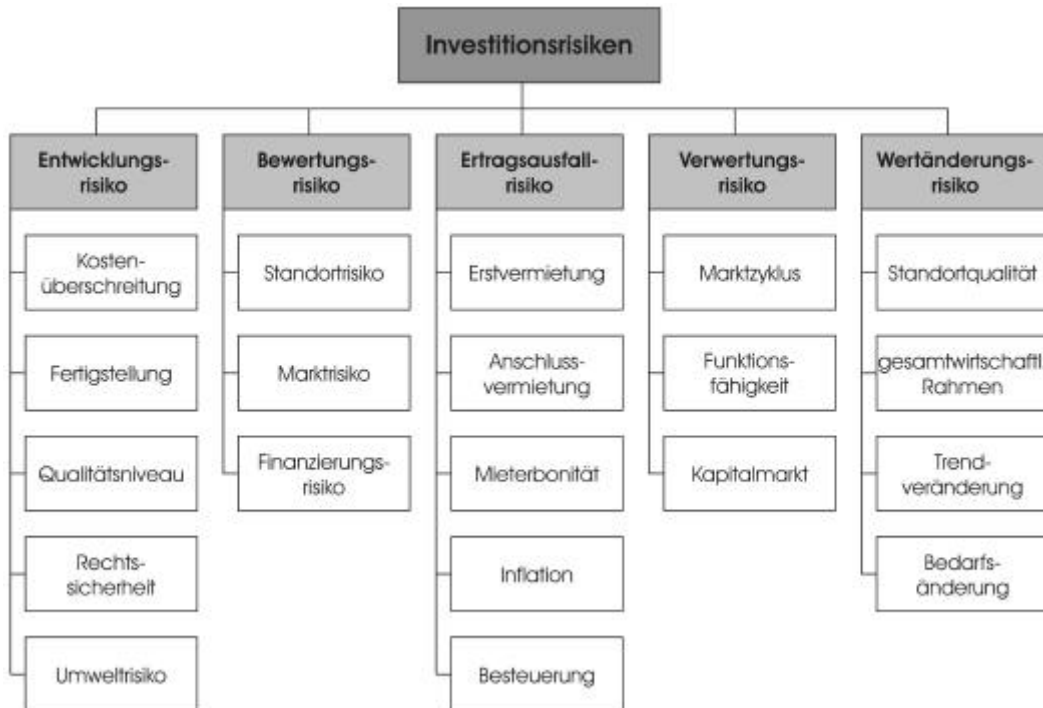 Investitionsrisiken
Entwicklungs-
risiko
Kosten-
überschreitung
Fertigstellung
Qualitätsniveau
Rechts-
sicherheit
Umweltrisiko
Bewertungs-
risiko
Standortrisiko
Marktrisiko
Finanzierungs-
risiko
Ertragsausfall-
risiko
Erstvermietung
Anschluss-
vermietung
Mieterbonität
Inflation
Besteuerung
Verwertungs-
risiko
Marktzyklus
Funktions-
fähigkeit
Kapitalmarkt
Wertänderungs-
risiko
Standortqualität
gesamtwirtschaftl.
Rahmen
Trend-
veränderung
Bedarfs-
änderung